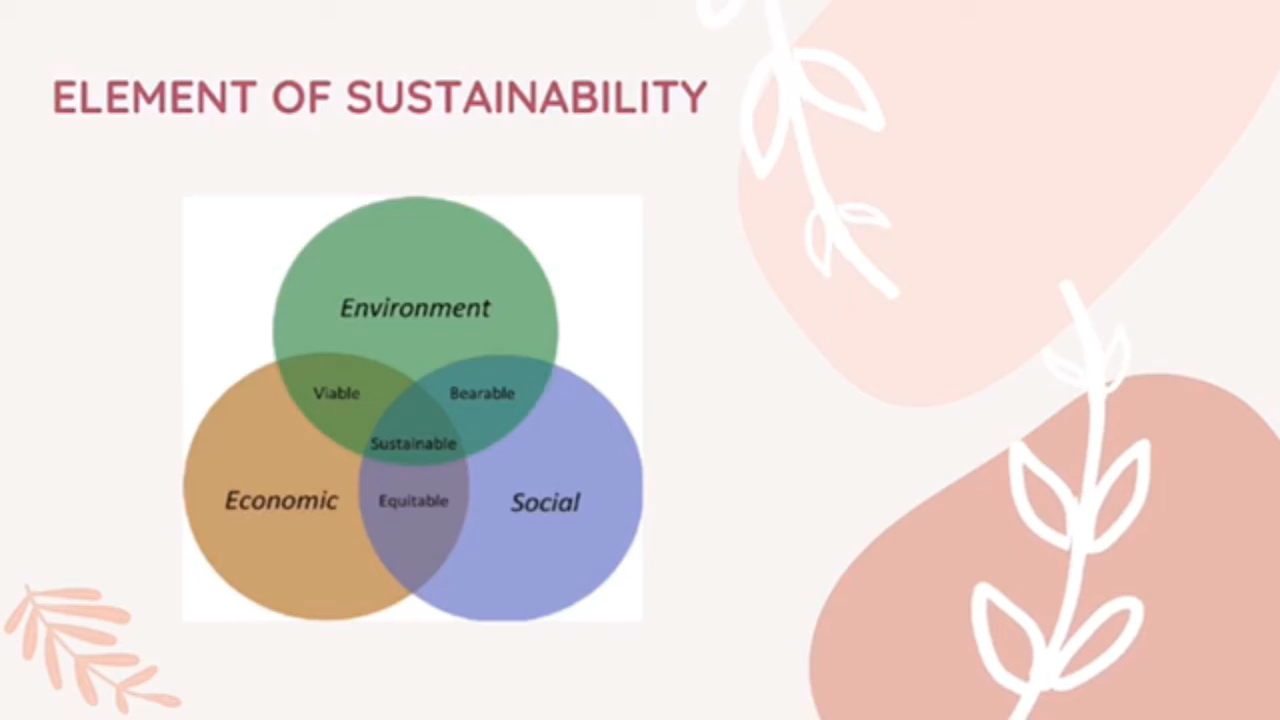 ELEMENT OF SUSTAINABILITY
Environment
Viable
Bearable
Sustainable
Economic
Equitable
Social